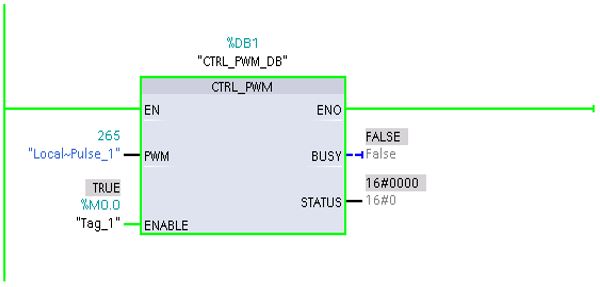 %DB1
"CTRL_PWM_DB"
CTRL_PWM
EN
ENO
265
"Local~Pulse_1"
PWM
FALSE
BUSY
False
TRUE
%M0.0
"Tag_1"
ENABLE
16#0000
STATUS
16#0